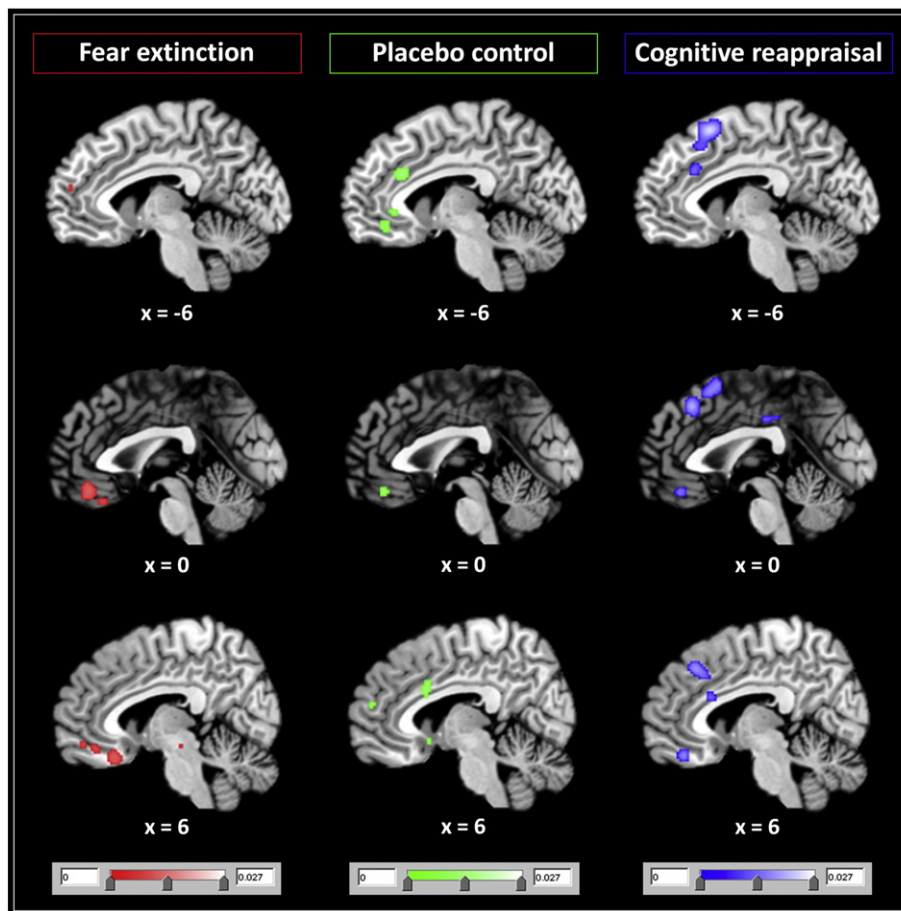 Fear extinction
Placebo control
Cognitive reappraisal
x = -6
x = -6
x = -6
x = 0
x = 0
x = 0
x = 6
x = 6
x = 6
0
0.027
0
0.027
0
0.027